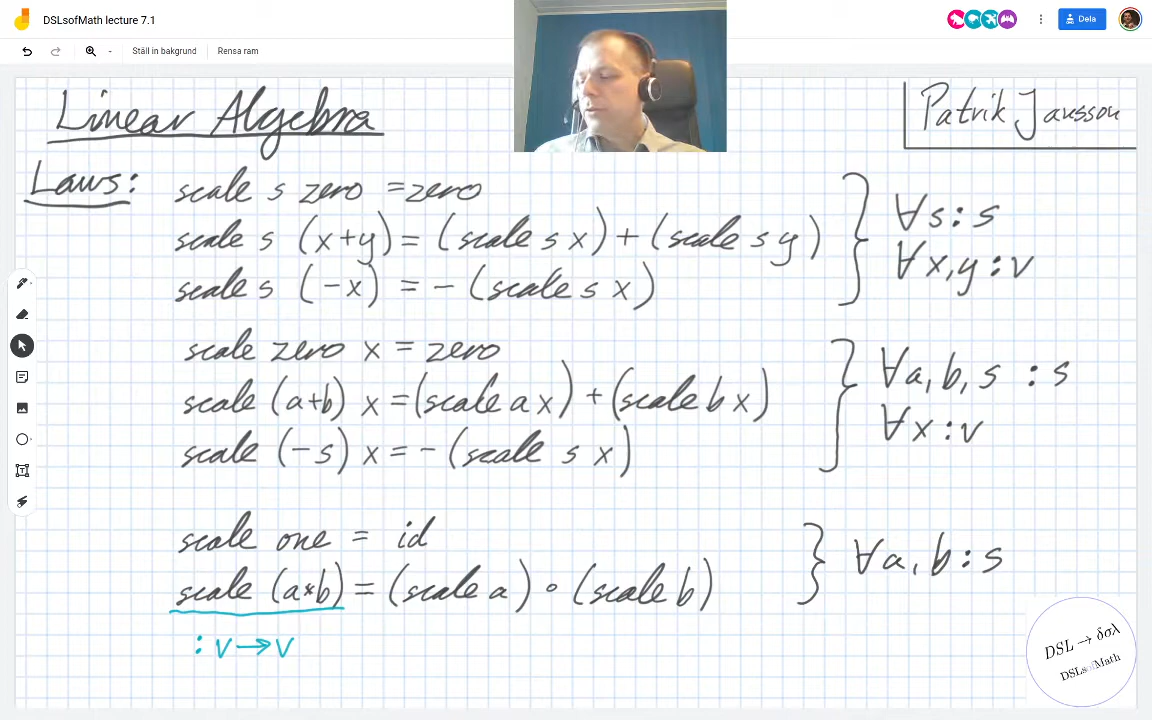 DSLsofMath lecture 7.1
Dela
Ställ in bakgrund
Rensa ram
Linear Algebra
Patrik Jansson
Laws:
scale s zero = zero
scale s (x+y) = (scale s x) + (scale s y)
scale s (-x) = - (scale s x)
∀s : s
∀x,y : v
scale zero x = zero
scale (a+b) x = (scale a x) + (scale b x)
scale (-s) x = - (scale s x)
∀a, b, s : s
∀x : v
scale one = id
scale (a*b) = (scale a) ∘ (scale b)
∀a, b : s
: v → v
DSL → δσλ
DSLsofMath